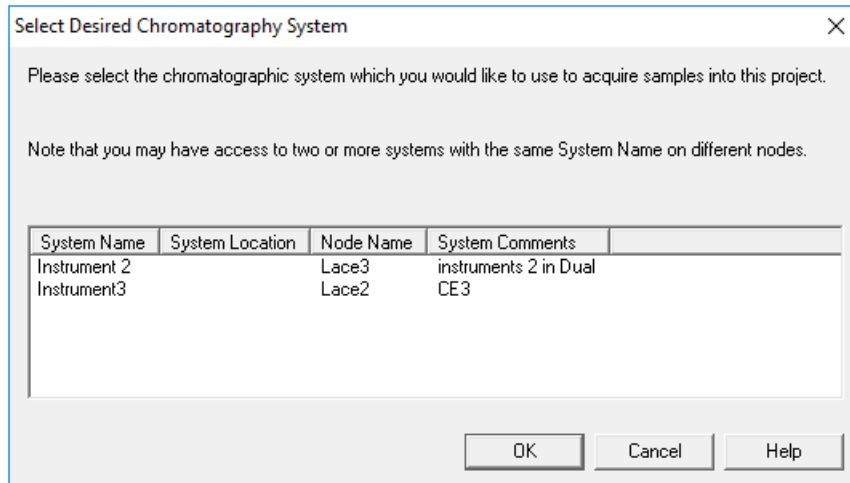 Select Desired Chromatography System
Please select the chromatographic system which you would like to use to acquire samples into this project.
Note that you may have access to two or more systems with the same System Name on different nodes.
System Name System Location Node Name System Comments
Instrument 2 Lace3 instruments 2 in Dual
Instrument3 Lace2 CE3
OK Cancel Help